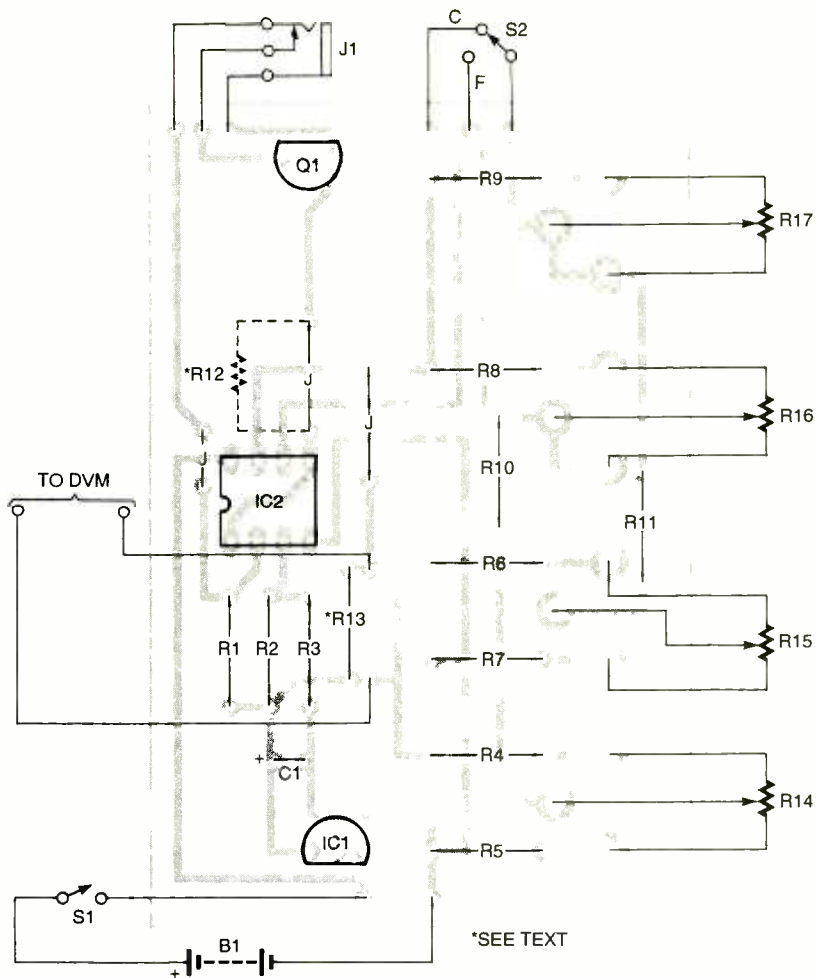 C
S2
J1
F
Q1
R9
R17
*R12
J
R8
J
R16
J
R10
TO DVM
IC2
R11
R6
*R13
R1
R2
R3
R15
R7
R4
+
C1
R14
IC1
R5
S1
B1
+
*SEE TEXT